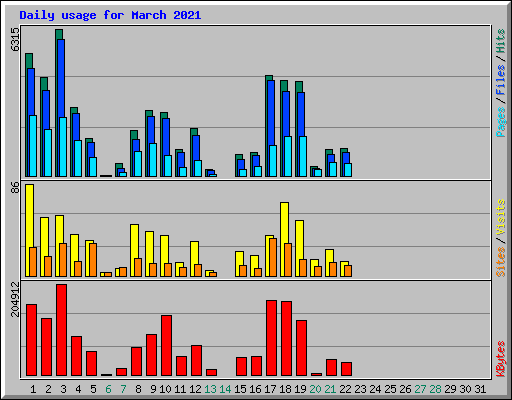 Daily usage for March 2021
6315
Pages / Files / Hits
86
Sites / Visits
204912
KBytes
1 2 3 4 5 6 7 8 9 10 11 12 13 14 15 16 17 18 19 20 21 22 23 24 25 26 27 28 29 30 31